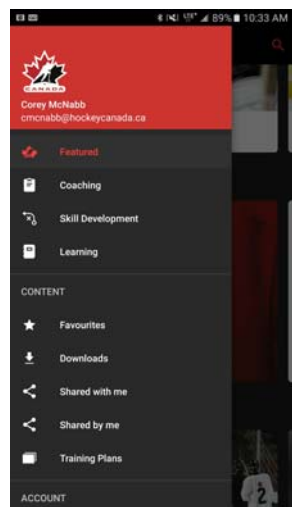 89% 10:33 AM
CANADA
Corey McNabb
cmcnabb@hockeycanada.ca
Featured
Coaching
Skill Development
Learning
CONTENT
Favourites
Downloads
Shared with me
Shared by me
Training Plans
ACCOUNT
2